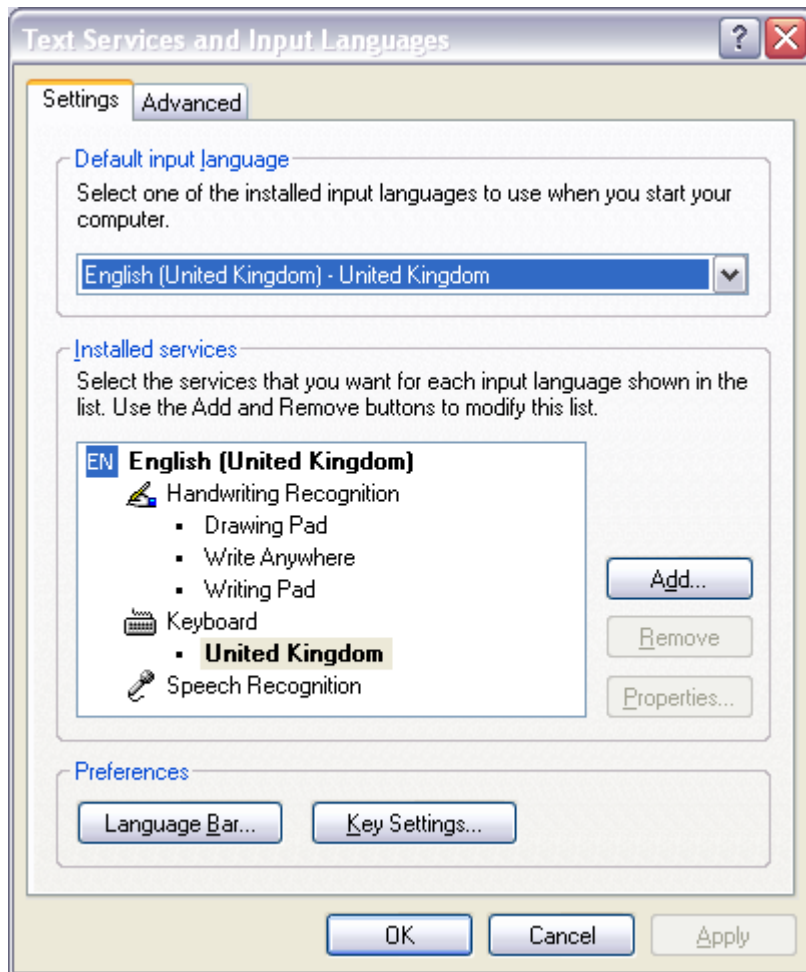 Text Services and Input Languages
Settings
Advanced
Default input language
Select one of the installed input languages to use when you start your
computer.
English (United Kingdom) - United Kingdom
Installed services
Select the services that you want for each input language shown in the
list. Use the Add and Remove buttons to modify this list.
EN English (United Kingdom)
Handwriting Recognition
Drawing Pad
Write Anywhere
Writing Pad
Keyboard
United Kingdom
Speech Recognition
Add...
Remove
Properties...
Preferences
Language Bar...
Key Settings...
OK
Cancel
Apply